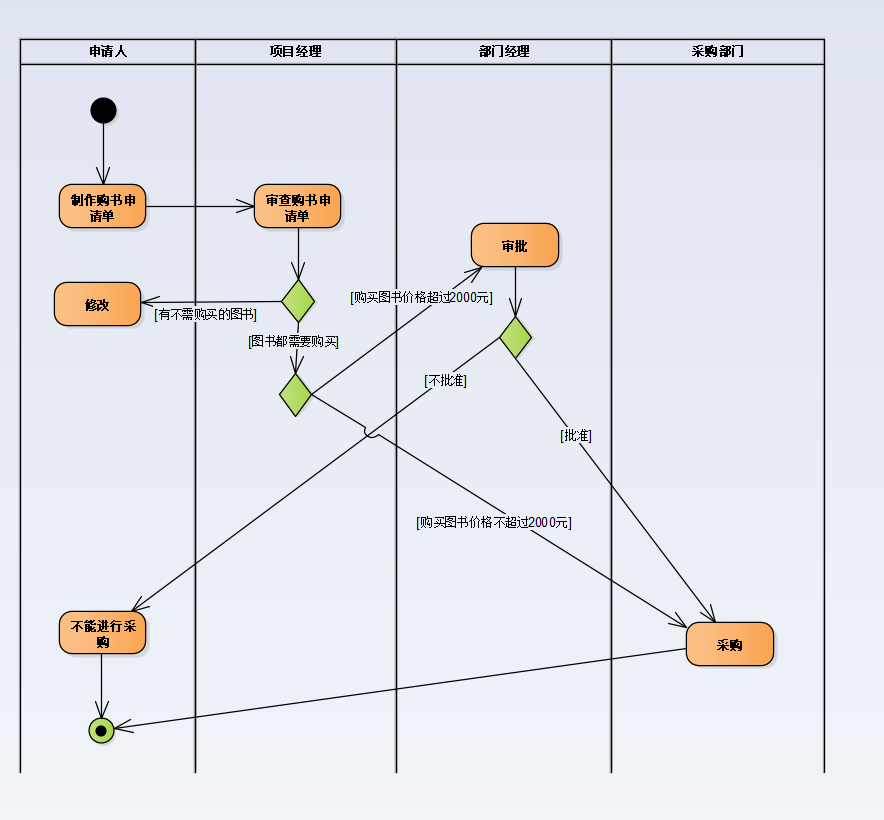 申请人
项目经理
部门经理
采购部门
制作购书申
请单
审查购书申
请单
审批
修改
[购买图书价格超过2000元]
[有不需购买的图书]
[图书都需要购买]
[不批准]
[批准]
[购买图书价格不超过2000元]
不能进行采
购
采购